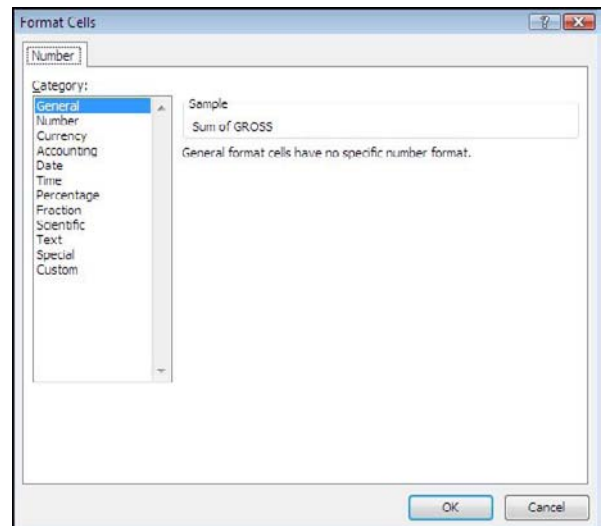 Format Cells
Number
Category:
General
Number
Currency
Accounting
Date
Time
Percentage
Fraction
Scientific
Text
Special
Custom
Sample
Sum of GROSS
General format cells have no specific number format.
OK
Cancel